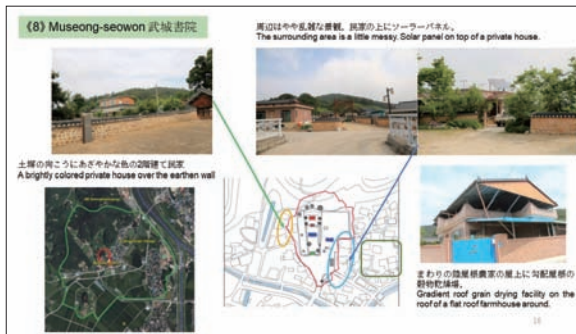 《8》Museong-seowon 武城書院
周辺はやや乱雑な景観。民家の上にソーラーパネル。
The surrounding area is a little messy. Solar panel on top of a private house.
土塀の向こうにあざやかな色の2階建て民家
A brightly colored private house over the earthen wall
まわりの陸屋根農家の屋上に勾配屋根の
穀物乾燥場。
Gradient roof grain drying facility on the
roof of a flat roof farmhouse around.